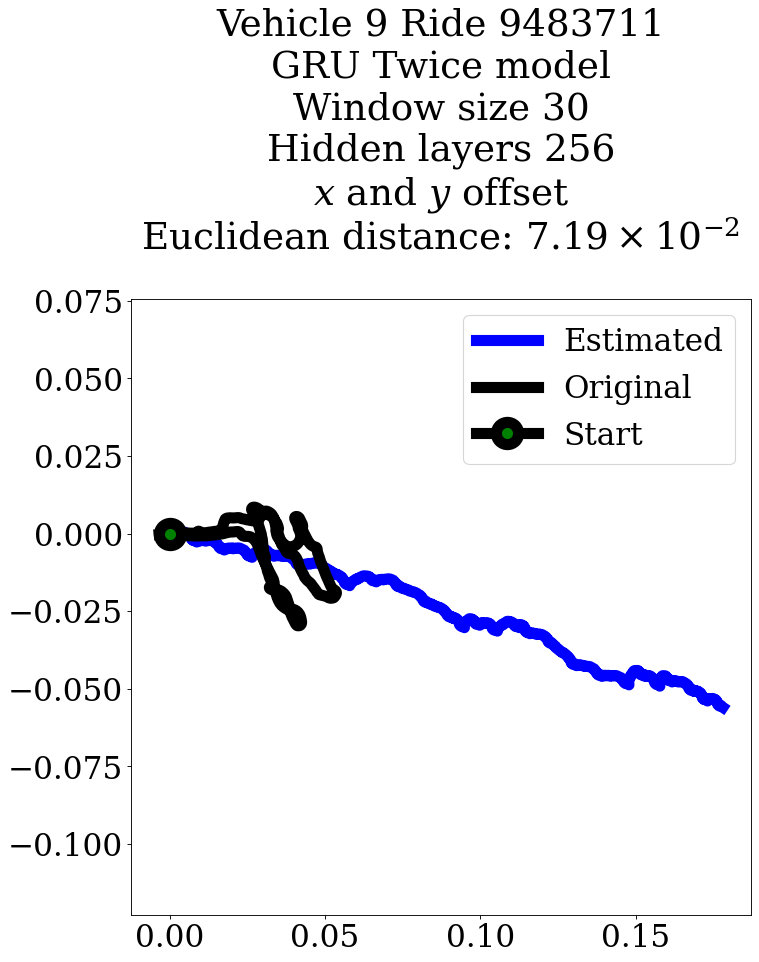 Vehicle 9 Ride 9483711
GRU Twice model
Window size 30
Hidden layers 256
x and y offset
Euclidean distance: 7.19 × 10⁻²
Estimated
Original
Start
0.075
0.050
0.025
0.000
−0.025
−0.050
−0.075
−0.100
0.00 0.05 0.10 0.15